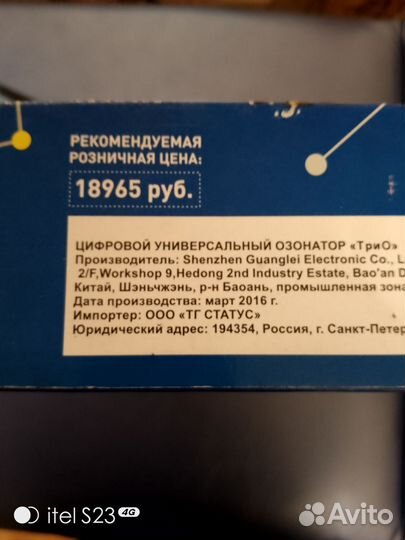 РЕКОМЕНДУЕМАЯ
РОЗНИЧНАЯ ЦЕНА:
18965 руб.
ЦИФРОВОЙ УНИВЕРСАЛЬНЫЙ ОЗОНАТОР «ТриО»
Производитель: Shenzhen Guanglei Electronic Co., L
2/F,Workshop 9,Hedong 2nd Industry Estate, Bao'an D
Китай, Шэньчжэнь, р-н Баоань, промышленная зона
Дата производства: март 2016 г.
Импортер: ООО «ТГ СТАТУС»
Юридический адрес: 194354, Россия, г. Санкт-Петер
itel S23 4G
Avito